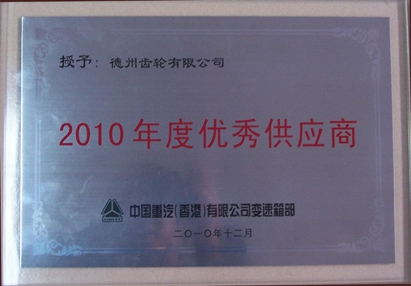 授予：德州齿轮有限公司
2010年度优秀供应商
中国重汽(香港)有限公司变速箱部
二〇一〇年十二月